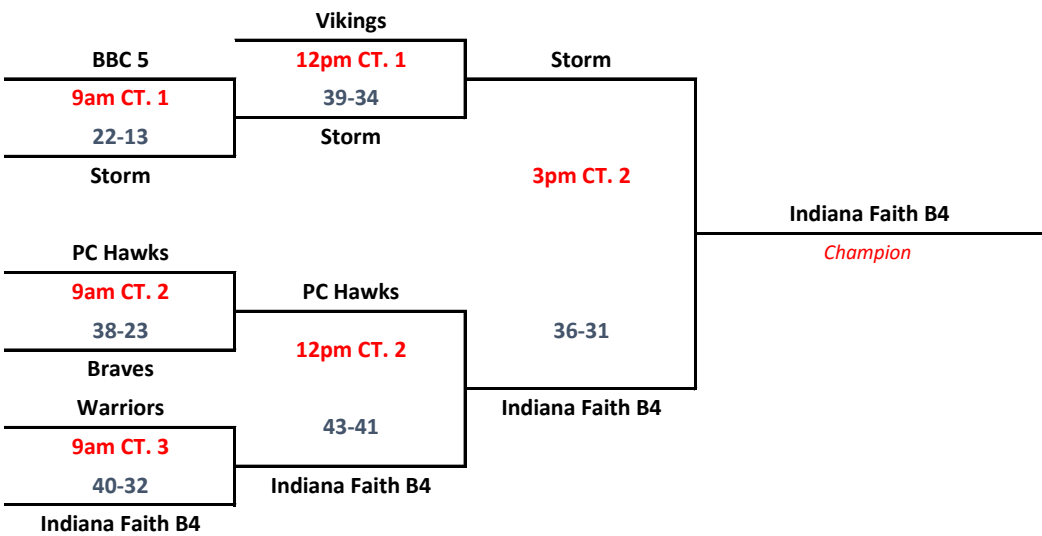 Vikings
BBC 5
12pm CT. 1
Storm
9am CT. 1
39-34
22-13
Storm
Storm
3pm CT. 2
Indiana Faith B4
PC Hawks
Champion
9am CT. 2
PC Hawks
38-23
36-31
12pm CT. 2
Braves
Warriors
Indiana Faith B4
43-41
9am CT. 3
40-32
Indiana Faith B4
Indiana Faith B4